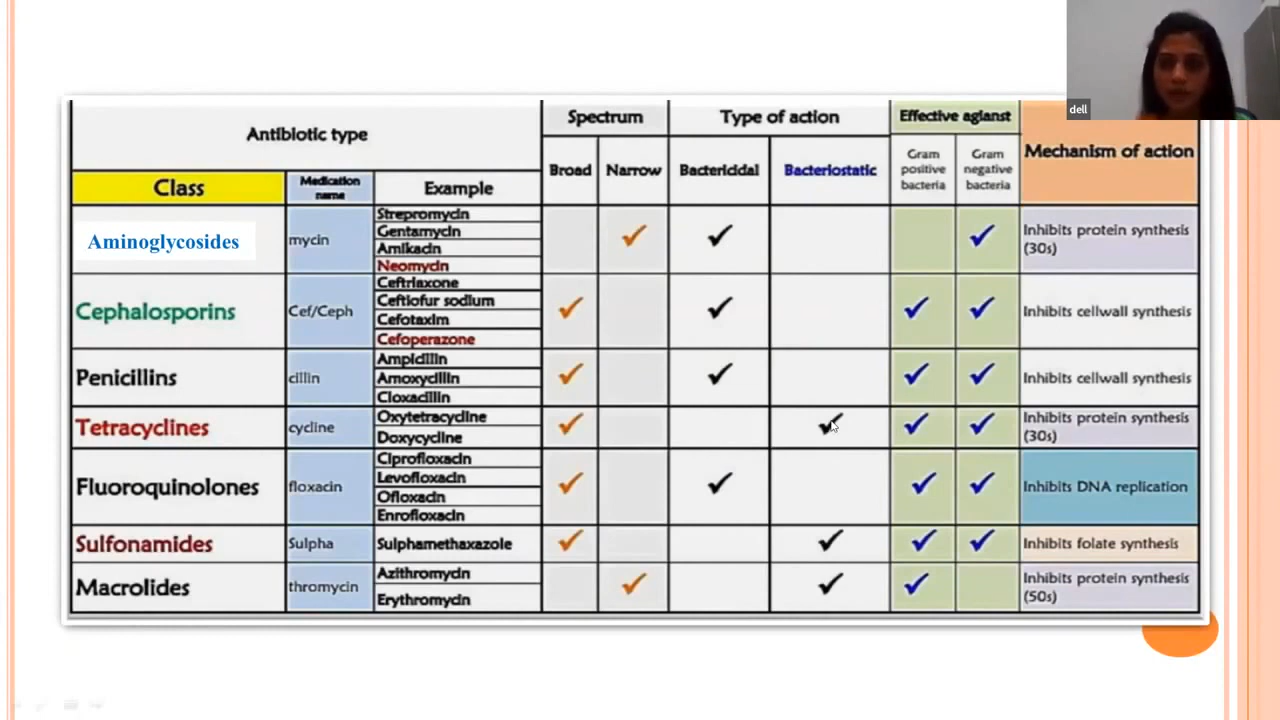 dell
Antibiotic type
Spectrum
Type of action
Effective agianst
Mechanism of action
Broad
Narrow
Bactericidal
Bacteriostatic
Gram
positive
bacteria
Gram
negative
bacteria
Class
Medication
name
Example
Aminoglycosides
mycin
Strepromycin
Gentamycin
Amikacin
Neomycin
Inhibits protein synthesis
(30s)
Cephalosporins
Cef/Ceph
Ceftriaxone
Ceftiofur sodium
Cefotaxim
Cefoperazone
Inhibits cellwall synthesis
Penicillins
cillin
Ampicillin
Amoxycillin
Cloxacillin
Inhibits cellwall synthesis
Tetracyclines
cycline
Oxytetracycline
Doxycycline
Inhibits protein synthesis
(30s)
Fluoroquinolones
floxacin
Ciprofloxacin
Levofloxacin
Ofloxacin
Enrofloxacin
Inhibits DNA replication
Sulfonamides
Sulpha
Sulphamethaxazole
Inhibits folate synthesis
Macrolides
thromycin
Azithromycin
Erythromycin
Inhibits protein synthesis
(50s)